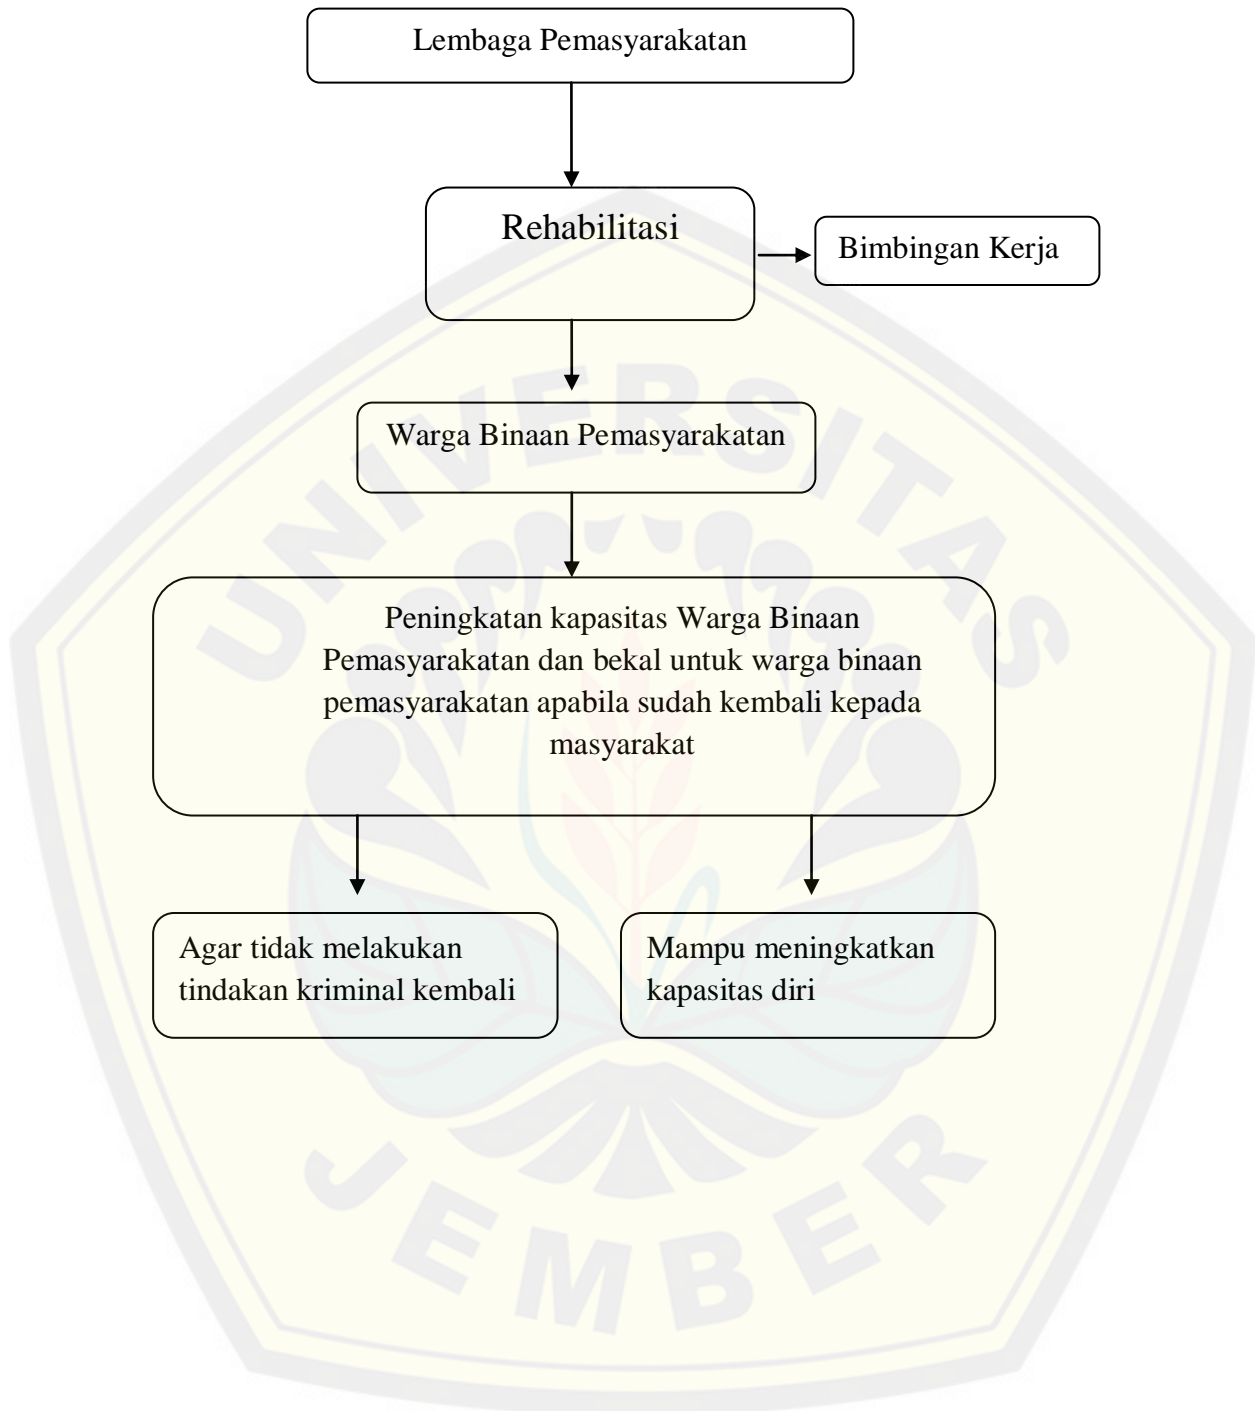 Lembaga Pemasyarakatan
Rehabilitasi
Bimbingan Kerja
Warga Binaan Pemasyarakatan
Peningkatan kapasitas Warga Binaan
Pemasyarakatan dan bekal untuk warga binaan
pemasyarakatan apabila sudah kembali kepada
masyarakat
Agar tidak melakukan
tindakan kriminal kembali
Mampu meningkatkan
kapasitas diri
UNIVERSITAS
JEMBER